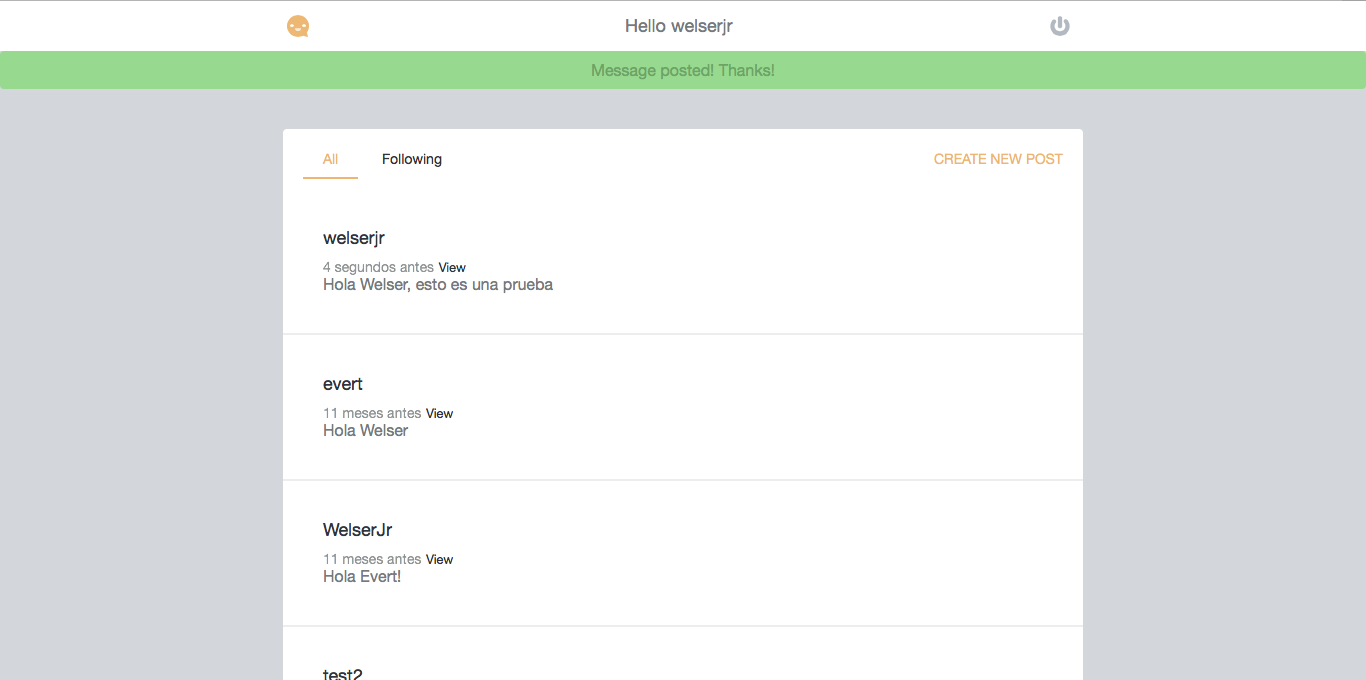 Hello welserjr
Message posted! Thanks!
All Following CREATE NEW POST
welserjr
4 segundos antes View
Hola Welser, esto es una prueba
evert
11 meses antes View
Hola Welser
WelserJr
11 meses antes View
Hola Evert!
test2